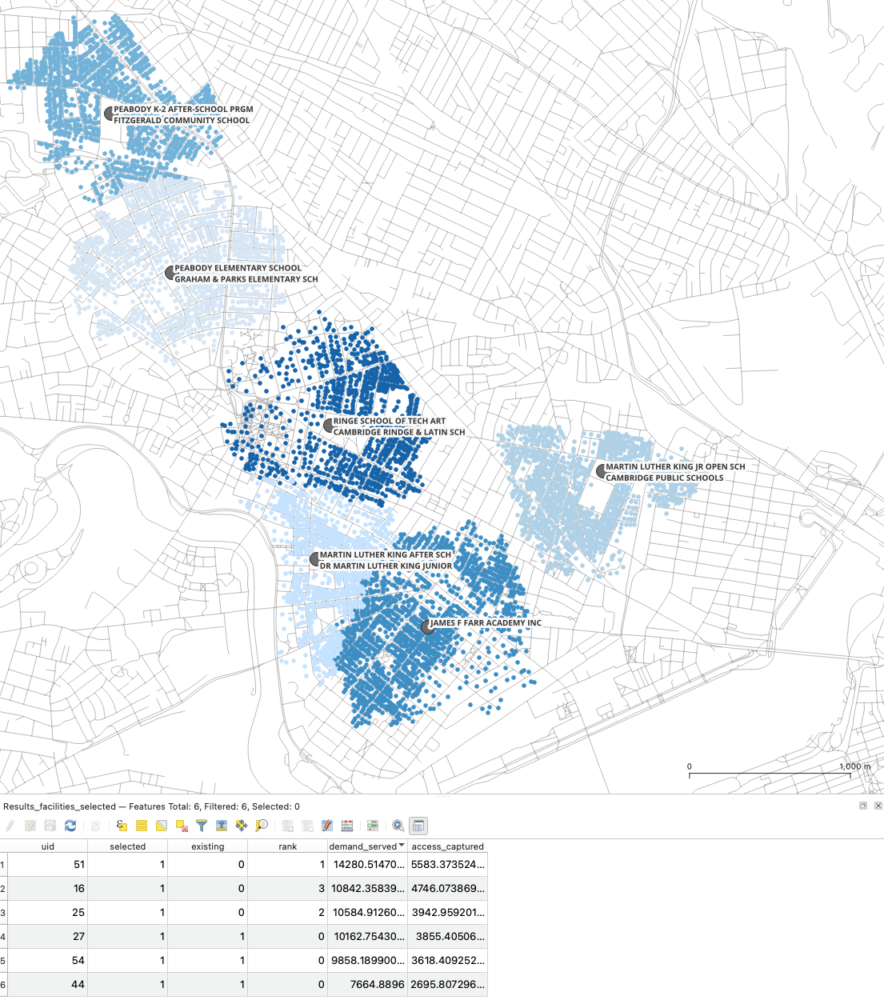 PEABODY K-2 AFTER-SCHOOL PRGM
FITZGERALD COMMUNITY SCHOOL
PEABODY ELEMENTARY SCHOOL
GRAHAM & PARKS ELEMENTARY SCH
RINGE SCHOOL OF TECH ART
CAMBRIDGE RINDGE & LATIN SCH
MARTIN LUTHER KING JR OPEN SCH
CAMBRIDGE PUBLIC SCHOOLS
MARTIN LUTHER KING AFTER SCH
DR MARTIN LUTHER KING JUNIOR
JAMES F FARR ACADEMY INC
0 1,000 m
Results_facilities_selected — Features Total: 6, Filtered: 6, Selected: 0
uid selected existing rank demand_served access_captured
1 51 1 0 1 14280.51470... 5583.373524...
2 16 1 0 3 10842.35839... 4746.073869...
3 25 1 0 2 10584.91260... 3942.959201...
4 27 1 1 0 10162.75430... 3855.40506...
5 54 1 1 0 9858.189900... 3618.409252...
6 44 1 1 0 7664.8896 2695.807296...